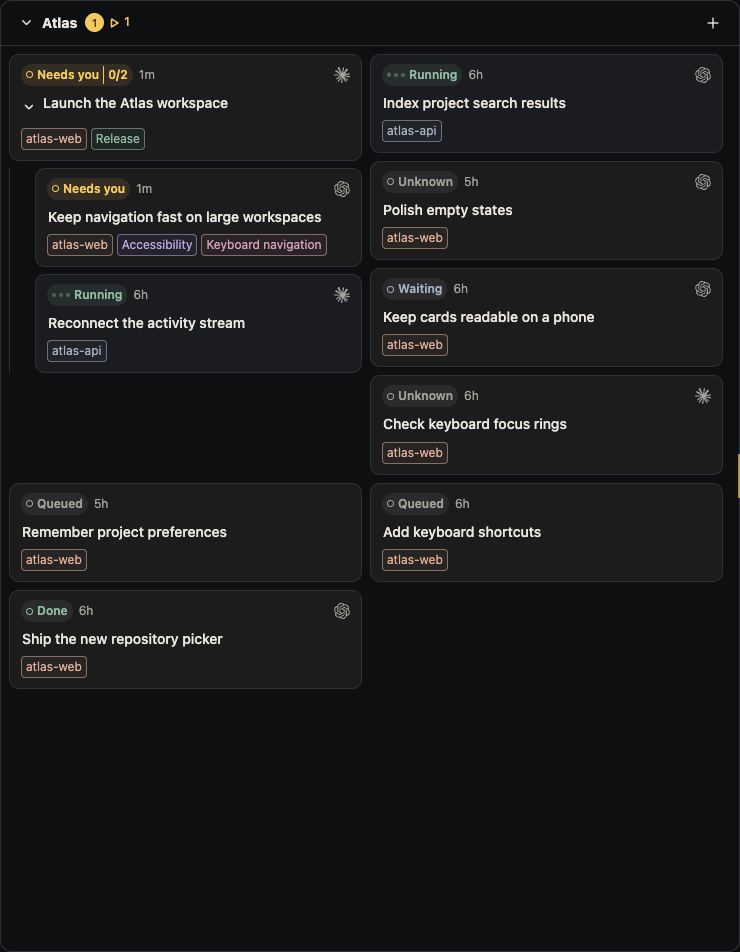 Atlas 1 1
Needs you 0/2 1m
Launch the Atlas workspace
atlas-web Release
Needs you 1m
Keep navigation fast on large workspaces
atlas-web Accessibility Keyboard navigation
Running 6h
Reconnect the activity stream
atlas-api
Running 6h
Index project search results
atlas-api
Unknown 5h
Polish empty states
atlas-web
Waiting 6h
Keep cards readable on a phone
atlas-web
Unknown 6h
Check keyboard focus rings
atlas-web
Queued 5h
Remember project preferences
atlas-web
Queued 6h
Add keyboard shortcuts
atlas-web
Done 6h
Ship the new repository picker
atlas-web